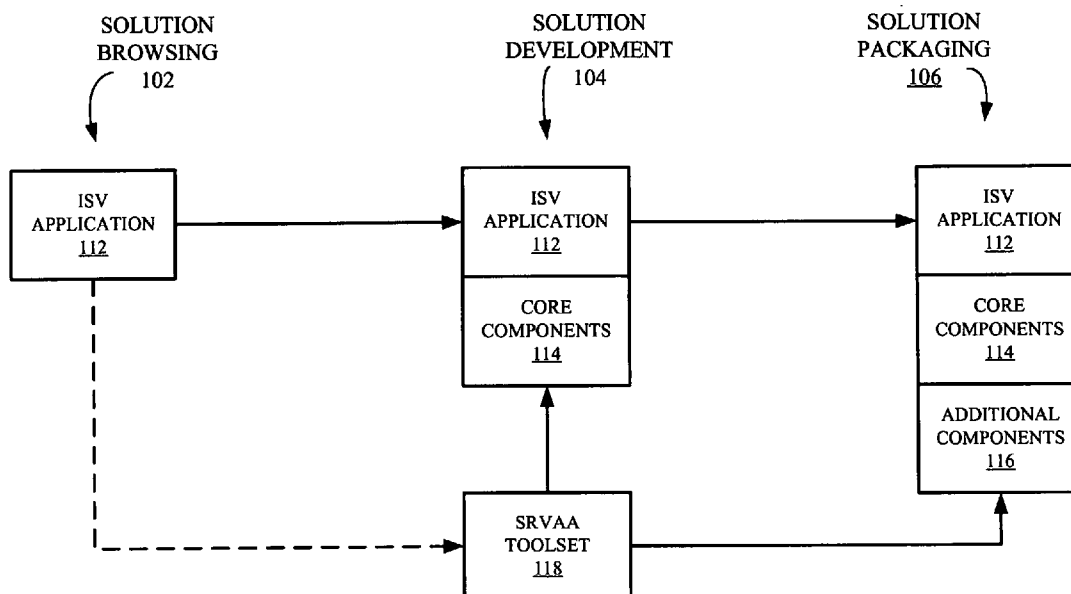 SOLUTION
BROWSING
102
SOLUTION
DEVELOPMENT
104
SOLUTION
PACKAGING
106
ISV
APPLICATION
112
ISV
APPLICATION
112
CORE
COMPONENTS
114
ISV
APPLICATION
112
CORE
COMPONENTS
114
ADDITIONAL
COMPONENTS
116
SRVAA
TOOLSET
118